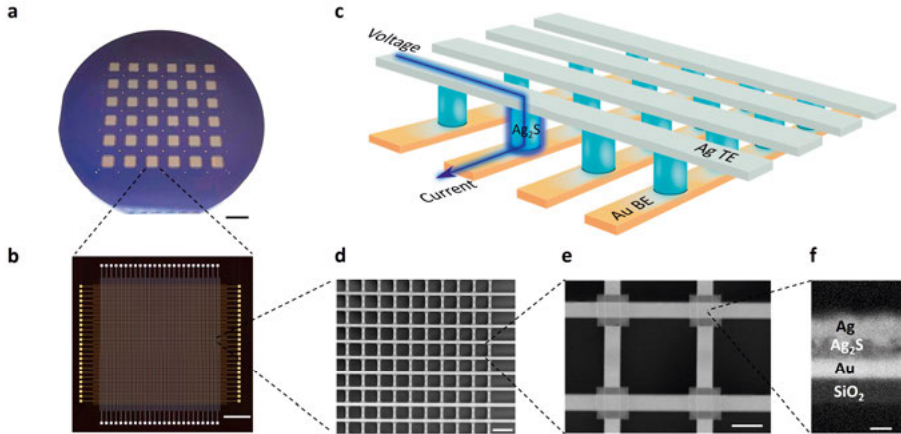 a
c
Voltage
Ag₂S
Ag TE
Current
Au BE
b
d
e
f
Ag
Ag₂S
Au
SiO₂